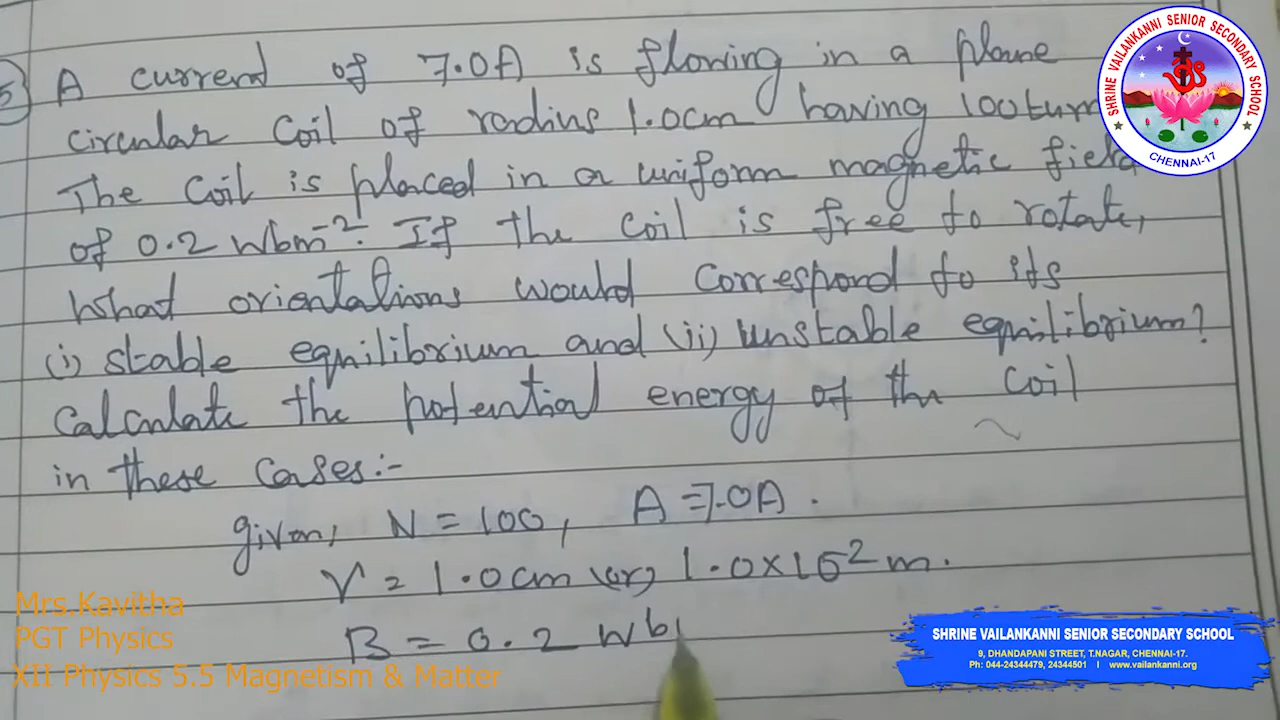 5) A current of 7.0A is flowing in a plane
circular coil of radius 1.0cm having 100turn
The coil is placed in a uniform magnetic field
of 0.2 Wbm⁻². If the coil is free to rotate,
What orientations would correspond to its
(i) stable equilibrium and (ii) unstable equilibrium?
Calculate the potential energy of the coil
in these cases:-
given, N = 100, A = 7.0A.
r = 1.0cm (or) 1.0×10⁻² m.
B = 0.2 Wb
SHRINE VAILANKANNI SENIOR SECONDARY SCHOOL
CHENNAI-17
Mrs.Kavitha
PGT Physics
XII Physics 5.5 Magnetism & Matter
SHRINE VAILANKANNI SENIOR SECONDARY SCHOOL
9, DHANDAPANI STREET, T.NAGAR, CHENNAI-17.
Ph: 044-24344479, 24344501 | www.vailankanni.org